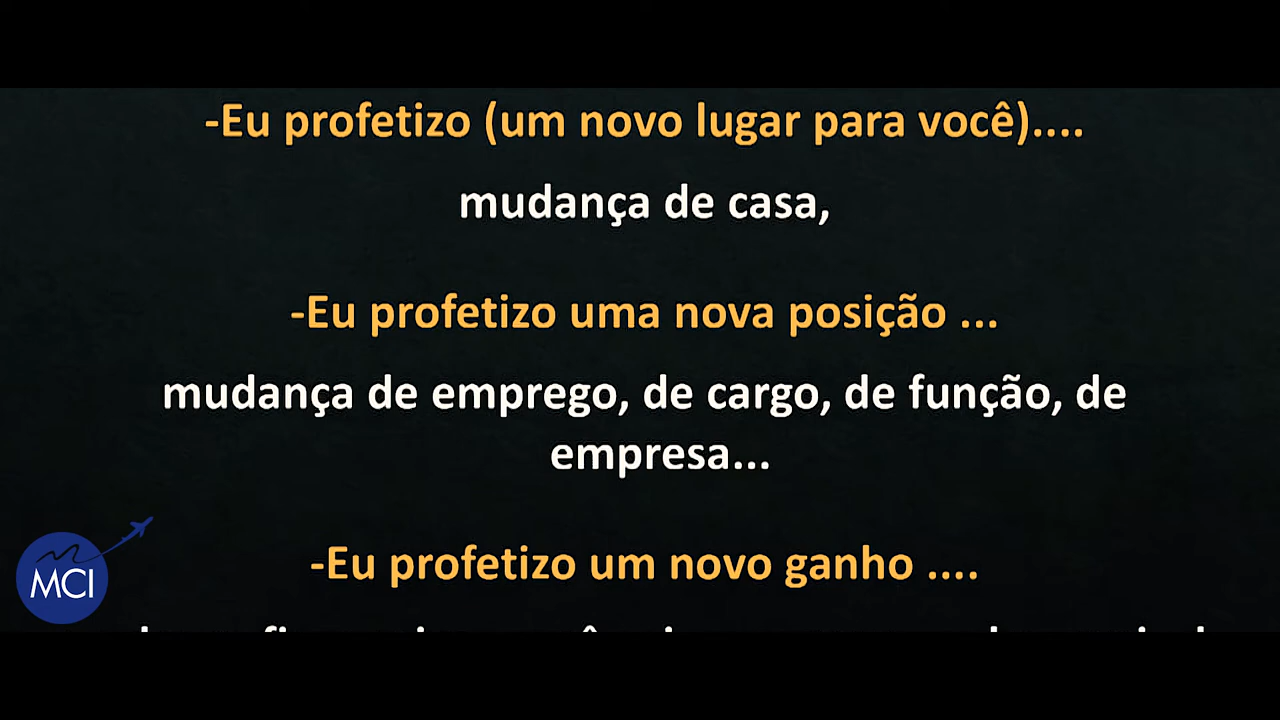 -Eu profetizo (um novo lugar para você)....
mudança de casa,
-Eu profetizo uma nova posição ...
mudança de emprego, de cargo, de função, de
empresa...
-Eu profetizo um novo ganho ....
MCI